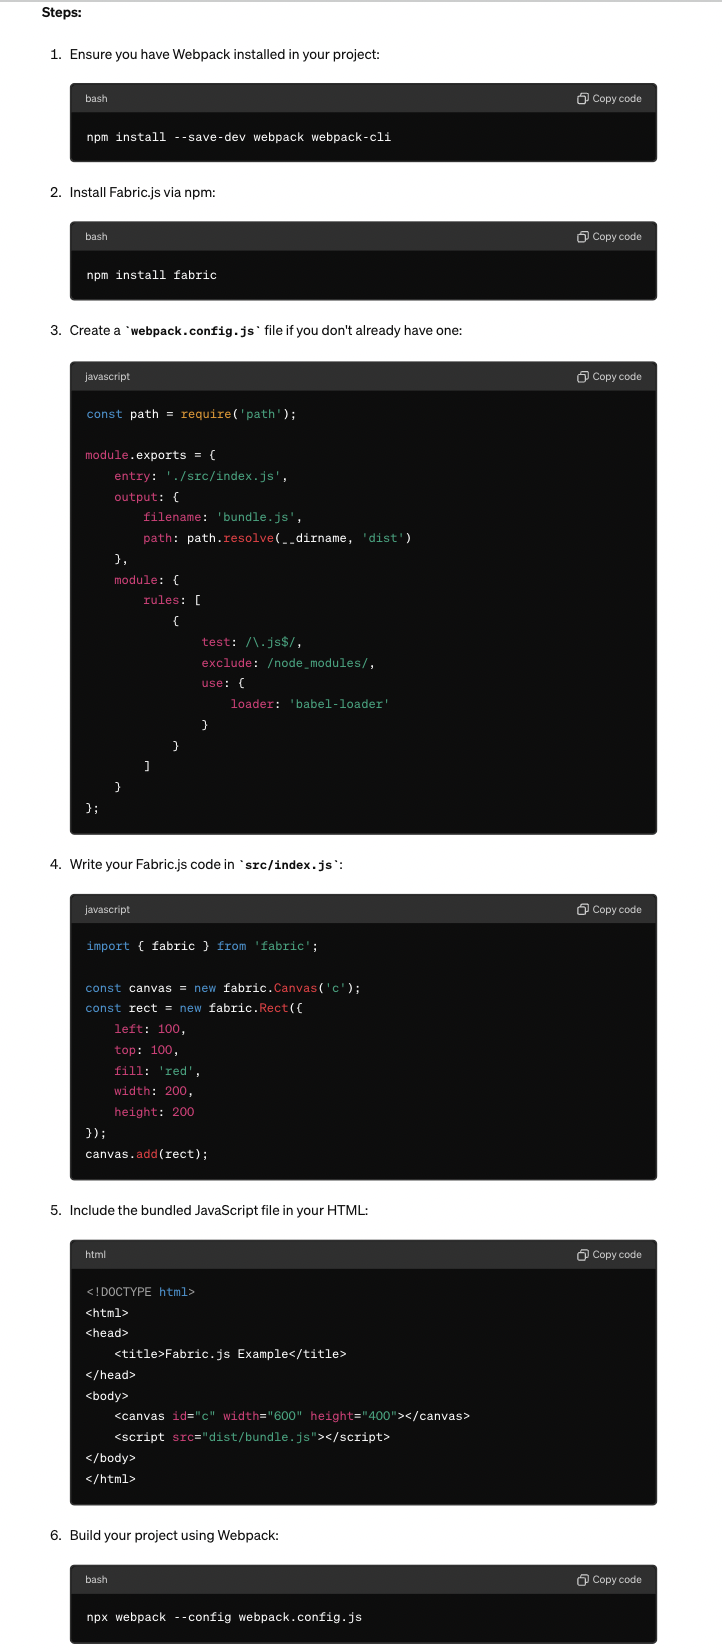 Steps:
1. Ensure you have Webpack installed in your project:
bash Copy code
npm install --save-dev webpack webpack-cli
2. Install Fabric.js via npm:
bash Copy code
npm install fabric
3. Create a `webpack.config.js` file if you don't already have one:
javascript Copy code
const path = require('path');
module.exports = {
    entry: './src/index.js',
    output: {
        filename: 'bundle.js',
        path: path.resolve(__dirname, 'dist')
    },
    module: {
        rules: [
            {
                test: /\.js$/,
                exclude: /node_modules/,
                use: {
                    loader: 'babel-loader'
                }
            }
        ]
    }
};
4. Write your Fabric.js code in `src/index.js`:
javascript Copy code
import { fabric } from 'fabric';
const canvas = new fabric.Canvas('c');
const rect = new fabric.Rect({
    left: 100,
    top: 100,
    fill: 'red',
    width: 200,
    height: 200
});
canvas.add(rect);
5. Include the bundled JavaScript file in your HTML:
html Copy code
<!DOCTYPE html>
<html>
<head>
    <title>Fabric.js Example</title>
</head>
<body>
    <canvas id="c" width="600" height="400"></canvas>
    <script src="dist/bundle.js"></script>
</body>
</html>
6. Build your project using Webpack:
bash Copy code
npx webpack --config webpack.config.js